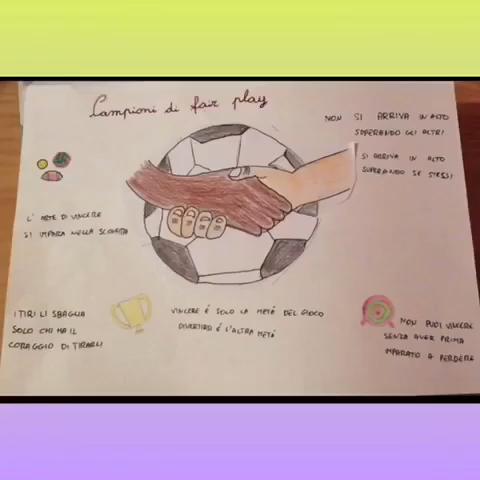 Campioni di fair play
NON SI ARRIVA IN ALTO
SUPERANDO GLI ALTRI
SI ARRIVA IN ALTO
SUPERANDO SE STESSI
L' ARTE DI VINCERE
SI IMPARA NELLA SCONFITTA
I TIRI LI SBAGLIA
SOLO CHI HA IL
CORAGGIO DI TIRARLI
VINCERE É SOLO LA METÁ DEL GIOCO
DIVERTIRSI É L'ALTRA METÁ
NON PUOI VINCERE
SENZA AVER PRIMA
IMPARATO A PERDERE